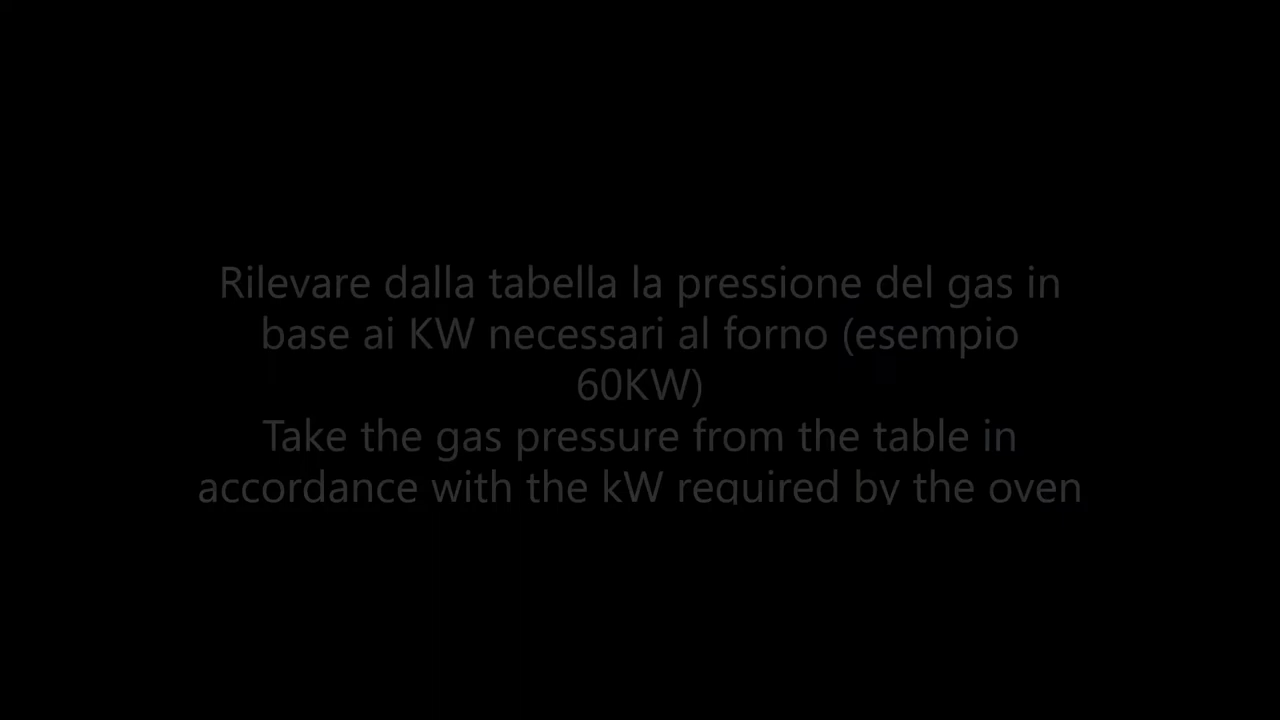 Rilevare dalla tabella la pressione del gas in
base ai KW necessari al forno (esempio
60KW)
Take the gas pressure from the table in
accordance with the kW required by the oven